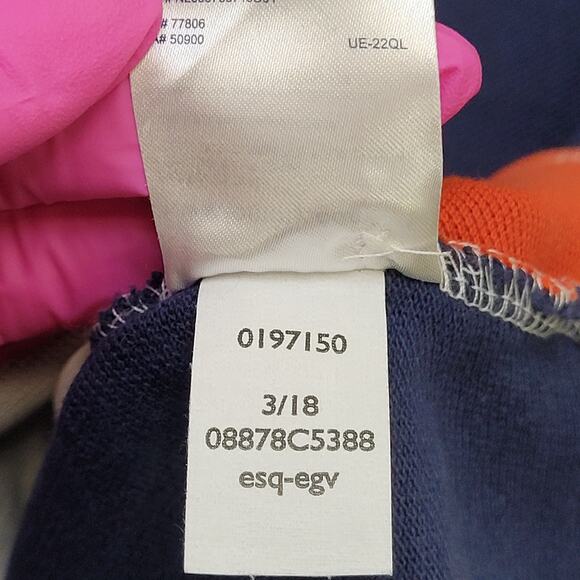 # 77806
A# 50900
UE-22QL
0197150
3/18
08878C5388
esq-egv